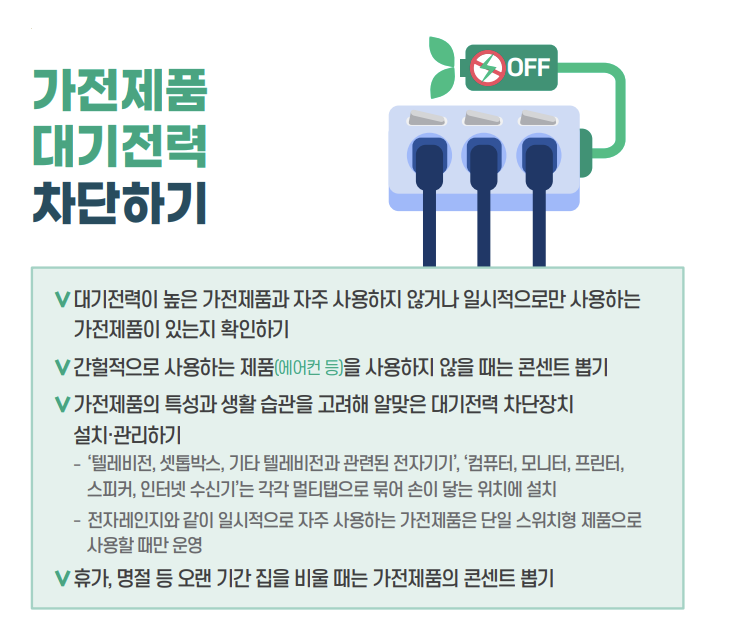 가전제품
대기전력
차단하기
OFF
V 대기전력이 높은 가전제품과 자주 사용하지 않거나 일시적으로만 사용하는
가전제품이 있는지 확인하기
V 간헐적으로 사용하는 제품(에어컨 등)을 사용하지 않을 때는 콘센트 뽑기
V 가전제품의 특성과 생활 습관을 고려해 알맞은 대기전력 차단장치
설치·관리하기
- ‘텔레비전, 셋톱박스, 기타 텔레비전과 관련된 전자기기’, ‘컴퓨터, 모니터, 프린터,
스피커, 인터넷 수신기’는 각각 멀티탭으로 묶어 손이 닿는 위치에 설치
- 전자레인지와 같이 일시적으로 자주 사용하는 가전제품은 단일 스위치형 제품으로
사용할 때만 운영
V 휴가, 명절 등 오랜 기간 집을 비울 때는 가전제품의 콘센트 뽑기